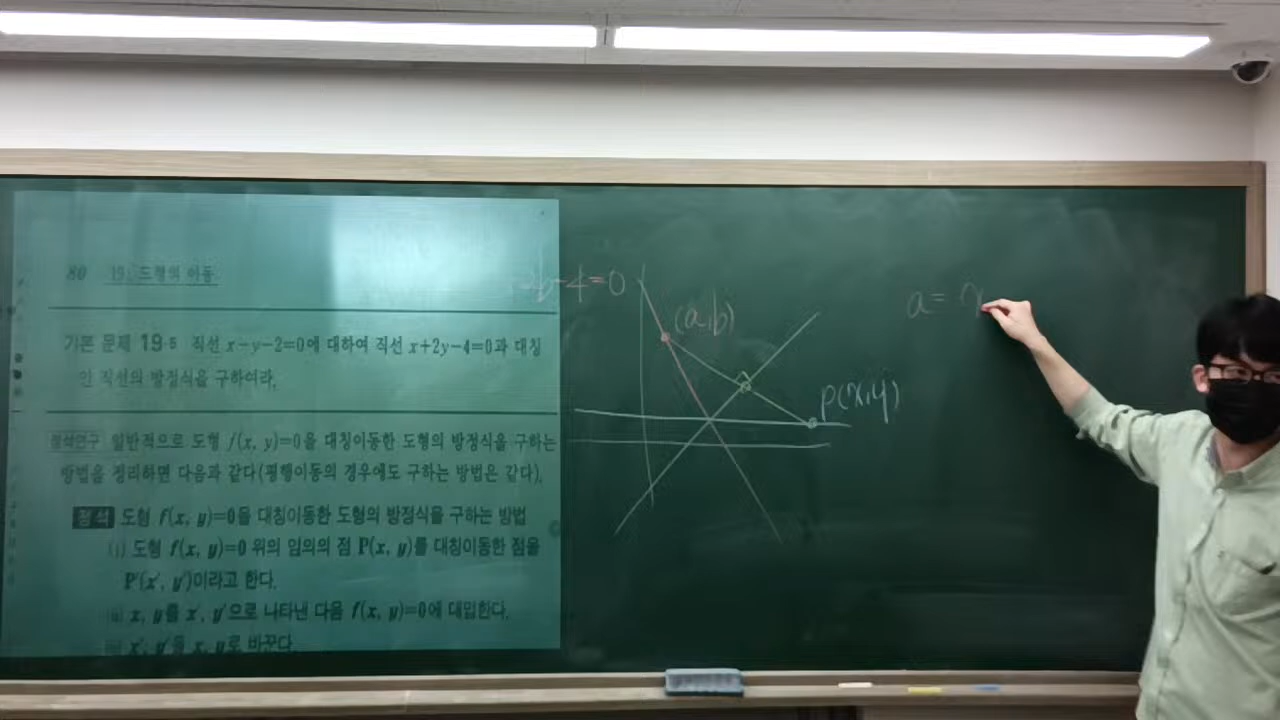 80 19. 도형의 이동
기본 문제 19·5 직선 x−y−2=0에 대하여 직선 x+2y−4=0과 대칭
인 직선의 방정식을 구하여라.
정석연구 일반적으로 도형 f(x, y)=0을 대칭이동한 도형의 방정식을 구하는
방법을 정리하면 다음과 같다(평행이동의 경우에도 구하는 방법은 같다).
정석 도형 f(x, y)=0을 대칭이동한 도형의 방정식을 구하는 방법
(i) 도형 f(x, y)=0 위의 임의의 점 P(x, y)를 대칭이동한 점을
P′(x′, y′)이라고 한다.
(ii) x, y를 x′, y′으로 나타낸 다음 f(x, y)=0에 대입한다.
x′, y′을 x, y로 바꾼다.
2b−4=0
(a,b)
P(x,y)
a= x